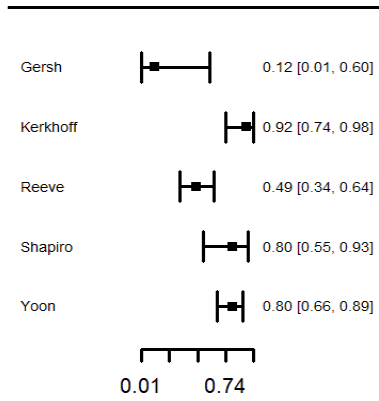 Gersh 0.12 [0.01, 0.60]
Kerkhoff 0.92 [0.74, 0.98]
Reeve 0.49 [0.34, 0.64]
Shapiro 0.80 [0.55, 0.93]
Yoon 0.80 [0.66, 0.89]
0.01 0.74